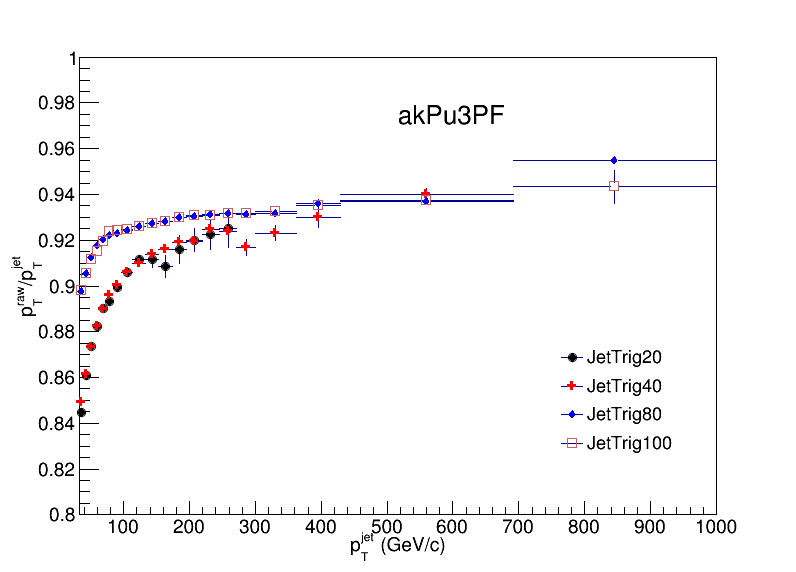 akPu3PF
1
0.98
0.96
0.94
0.92
0.9
0.88
0.86
0.84
0.82
0.8
p_T^raw/p_T^jet
JetTrig20
JetTrig40
JetTrig80
JetTrig100
100 200 300 400 500 600 700 800 900 1000
p_T^jet (GeV/c)